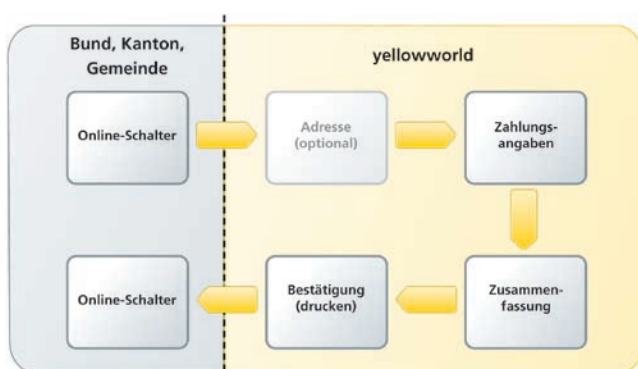 Bund, Kanton,
Gemeinde
yellowworld
Online-Schalter
Adresse
(optional)
Zahlungs-
angaben
Online-Schalter
Bestätigung
(drucken)
Zusammen-
fassung